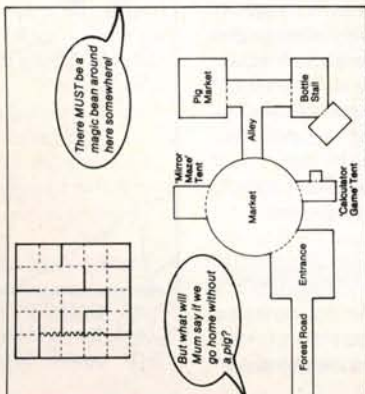 There MUST be a
magic bean around
here somewhere!
But what will
Mum say if we
go home without
a pig?
Pig
Market
Bottle
Stall
Alley
'Mirror
Maze'
Tent
Market
'Calculator
Game' Tent
Entrance
Forest Road